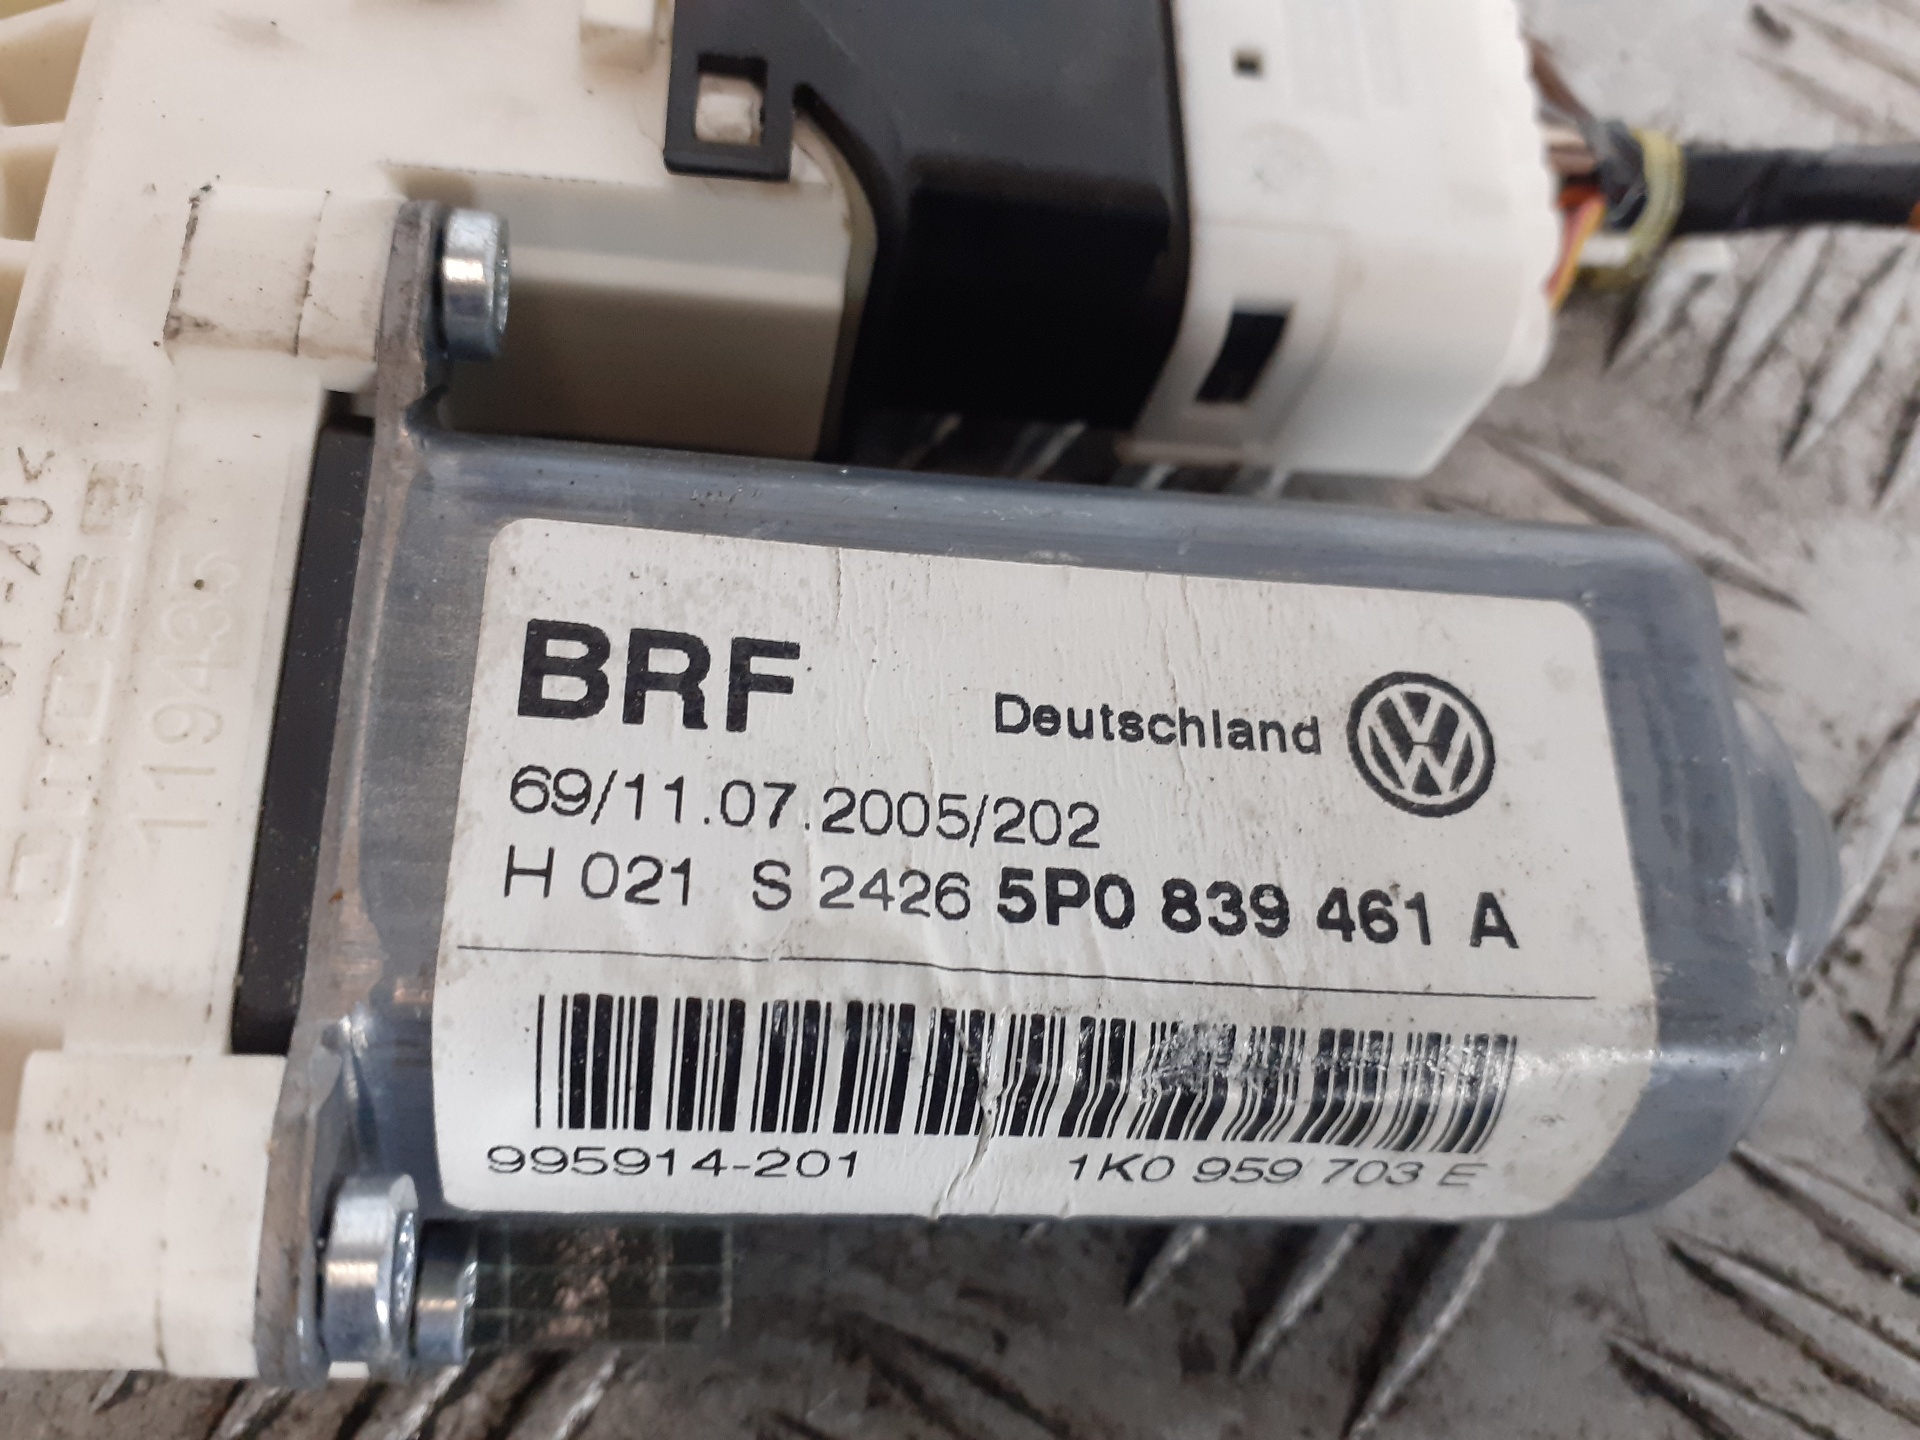 BRF
Deutschland
69/11.07.2005/202
H 021 S 2426 5P0 839 461 A
995914-201
1K0 959 703 E
119435